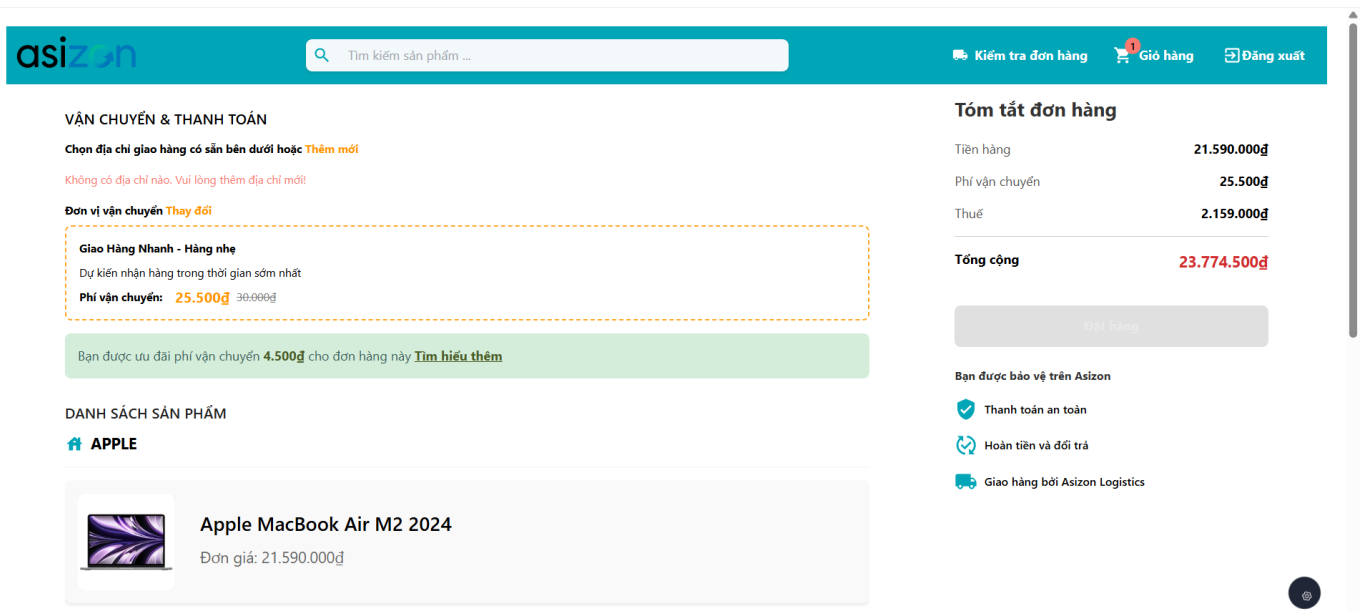 asizon
Tìm kiếm sản phẩm ...
Kiểm tra đơn hàng
1
Giỏ hàng
Đăng xuất
VẬN CHUYỂN & THANH TOÁN
Chọn địa chỉ giao hàng có sẵn bên dưới hoặc Thêm mới
Không có địa chỉ nào. Vui lòng thêm địa chỉ mới!
Đơn vị vận chuyển Thay đổi
Giao Hàng Nhanh - Hàng nhẹ
Dự kiến nhận hàng trong thời gian sớm nhất
Phí vận chuyển: 25.500₫ 30.000₫
Bạn được ưu đãi phí vận chuyển 4.500₫ cho đơn hàng này Tìm hiểu thêm
DANH SÁCH SẢN PHẨM
APPLE
Apple MacBook Air M2 2024
Đơn giá: 21.590.000₫
Tóm tắt đơn hàng
Tiền hàng 21.590.000₫
Phí vận chuyển 25.500₫
Thuế 2.159.000₫
Tổng cộng 23.774.500₫
Đặt hàng
Bạn được bảo vệ trên Asizon
Thanh toán an toàn
Hoàn tiền và đổi trả
Giao hàng bởi Asizon Logistics